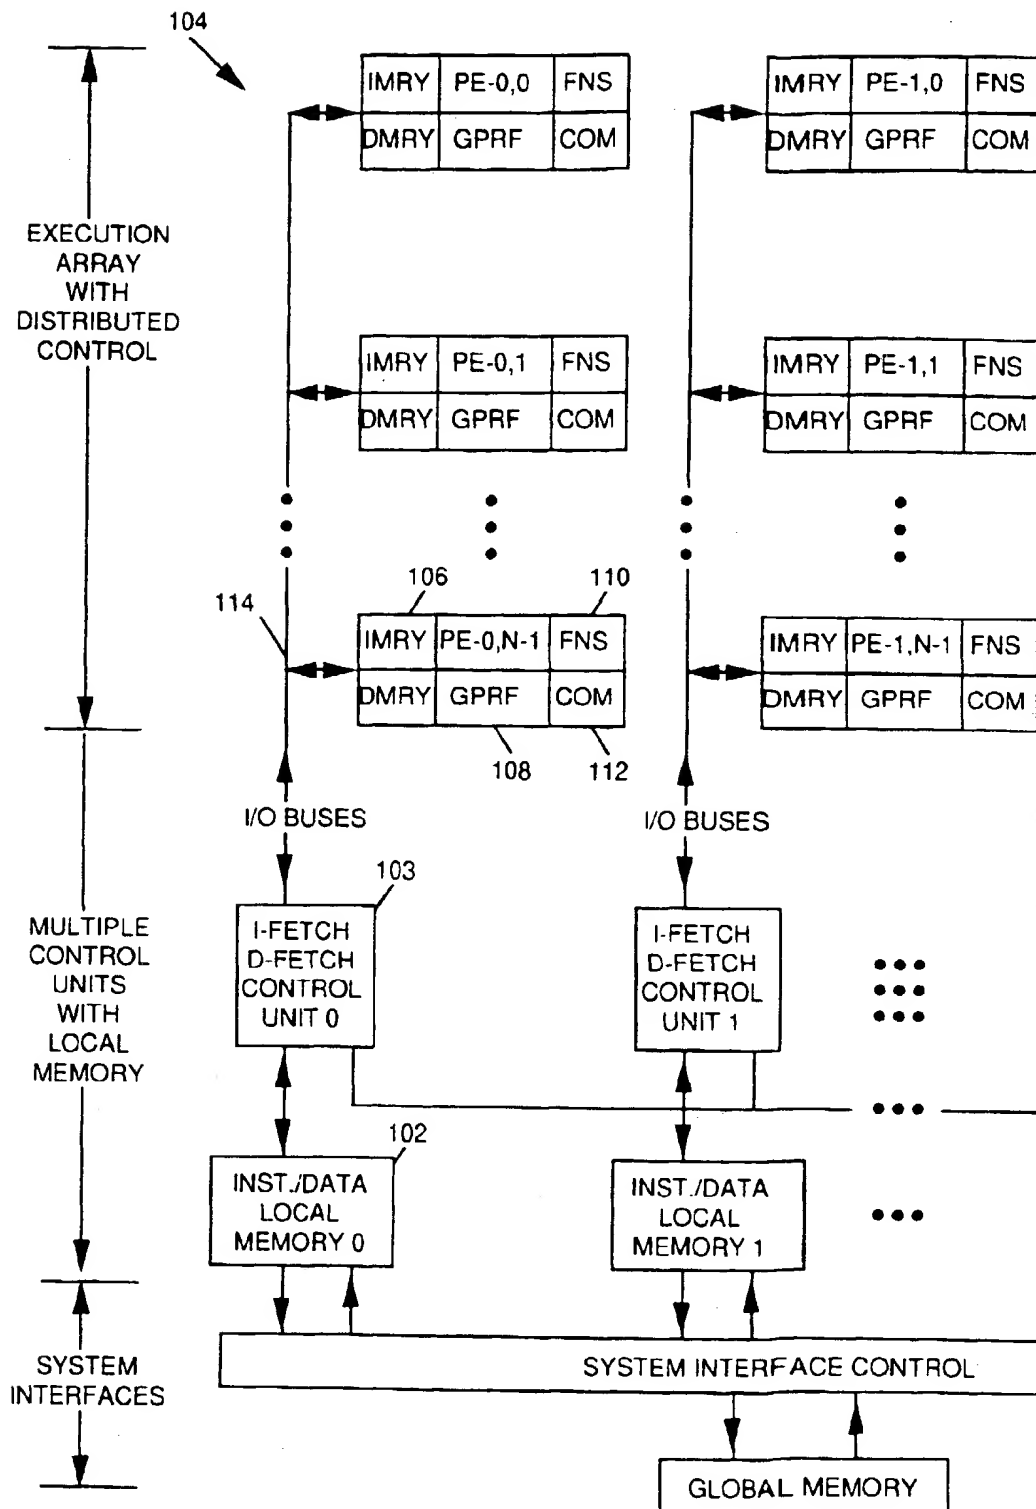 104
IMRY PE-0,0 FNS
DMRY GPRF COM
IMRY PE-1,0 FNS
DMRY GPRF COM
EXECUTION
ARRAY
WITH
DISTRIBUTED
CONTROL
IMRY PE-0,1 FNS
DMRY GPRF COM
IMRY PE-1,1 FNS
DMRY GPRF COM
114
106
110
IMRY PE-0,N-1 FNS
DMRY GPRF COM
108
112
IMRY PE-1,N-1 FNS
DMRY GPRF COM
I/O BUSES
I/O BUSES
MULTIPLE
CONTROL
UNITS
WITH
LOCAL
MEMORY
103
I-FETCH
D-FETCH
CONTROL
UNIT 0
I-FETCH
D-FETCH
CONTROL
UNIT 1
102
INST./DATA
LOCAL
MEMORY 0
INST./DATA
LOCAL
MEMORY 1
SYSTEM
INTERFACES
SYSTEM INTERFACE CONTROL
GLOBAL MEMORY